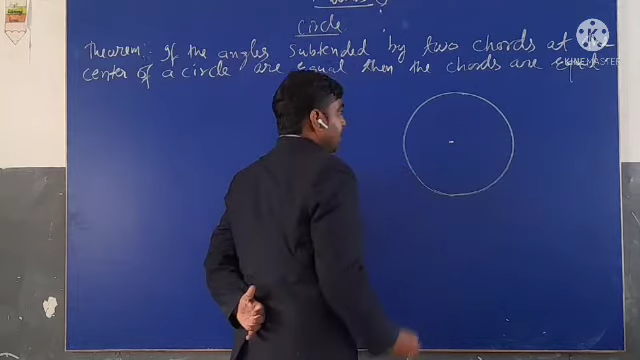 Circle
Theorem:- If the angles subtended by two chords at the
center of a circle are equal then the chords are equal
KINEMASTER